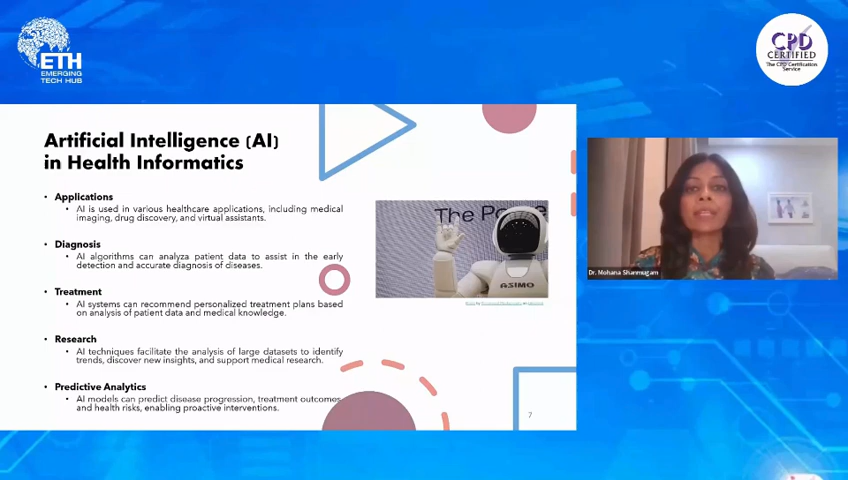 ETH
EMERGING
TECH HUB
CPD
CERTIFIED
The CPD Certification
Service
Artificial Intelligence (AI)
in Health Informatics
• Applications
• AI is used in various healthcare applications, including medical
imaging, drug discovery, and virtual assistants.
• Diagnosis
• AI algorithms can analyza patient data to assist in the early
detection and accurate diagnosis of diseases.
• Treatment
• AI systems can recommend personalized treatment plans based
on analysis of patient data and medical knowledge.
• Research
• AI techniques facilitate the analysis of large datasets to identify
trends, discover new insights, and support medical research.
• Predictive Analytics
• AI models can predict disease progression, treatment outcomes,
and health risks, enabling proactive interventions.
The
ASIMO
7
Dr. Mohana Shanmugam